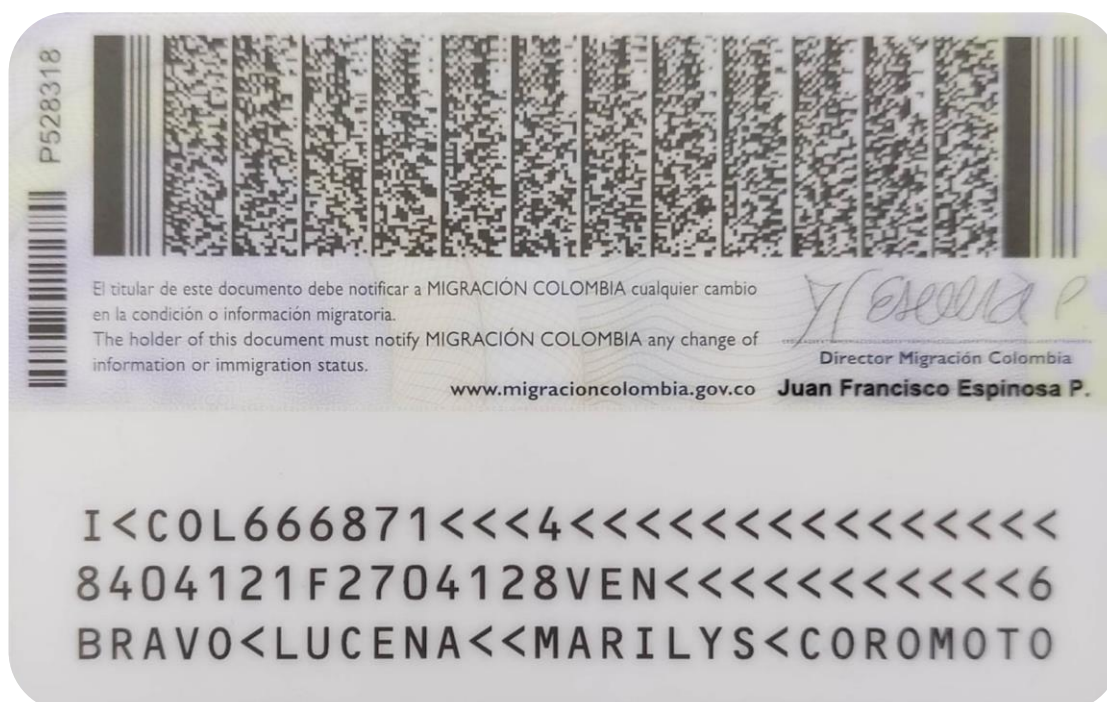 P528318
El titular de este documento debe notificar a MIGRACIÓN COLOMBIA cualquier cambio
en la condición o información migratoria.
The holder of this document must notify MIGRACIÓN COLOMBIA any change of
information or immigration status.
www.migracioncolombia.gov.co
Director Migración Colombia
Juan Francisco Espinosa P.
I<COL666871<<<4<<<<<<<<<<<<<<<
8404121F2704128VEN<<<<<<<<<<<6
BRAVO<LUCENA<<MARILYS<COROMOTO